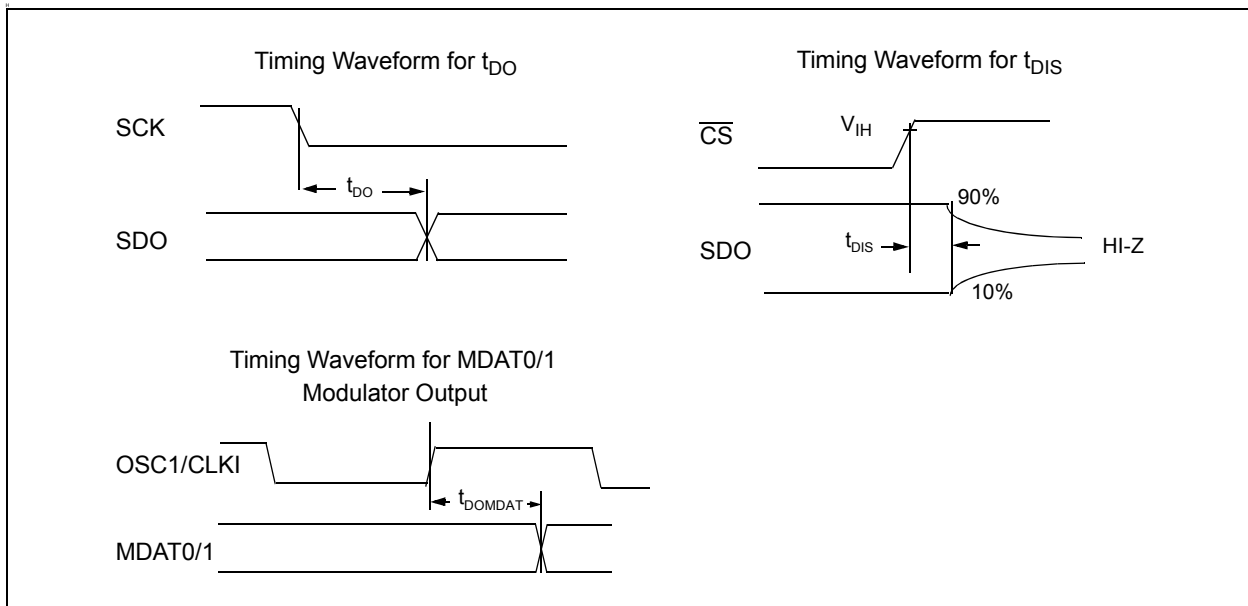 Timing Waveform for tDO
SCK
tDO
SDO
Timing Waveform for tDIS
CS
VIH
90%
SDO
tDIS
HI-Z
10%
Timing Waveform for MDAT0/1
Modulator Output
OSC1/CLKI
tDOMDAT
MDAT0/1